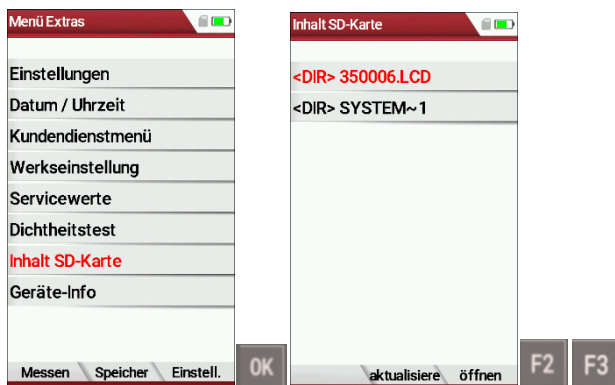 Menü Extras
Einstellungen
Datum / Uhrzeit
Kundendienstmenü
Werkseinstellung
Servicewerte
Dichtheitstest
Inhalt SD-Karte
Geräte-Info
Messen Speicher Einstell.
OK
Inhalt SD-Karte
<DIR> 350006.LCD
<DIR> SYSTEM~1
aktualisiere öffnen
F2 F3